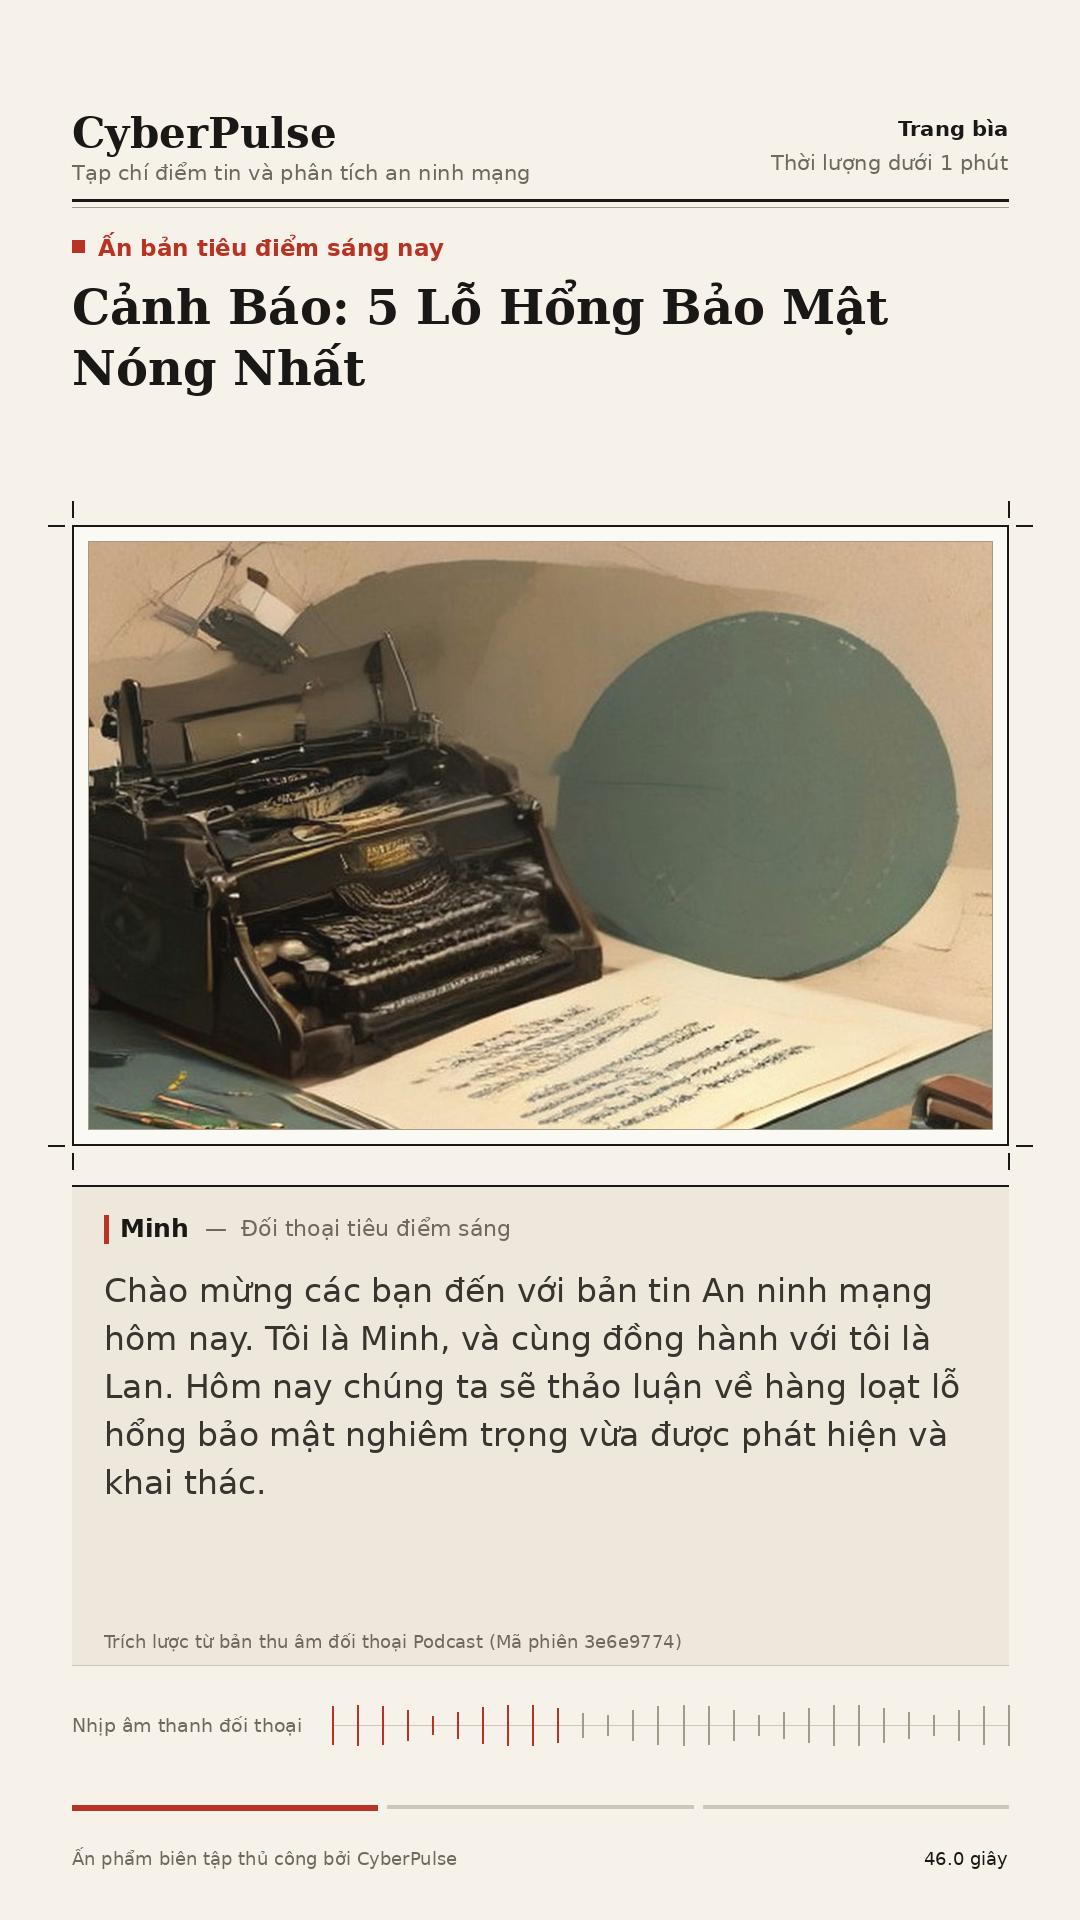 CyberPulse
Tạp chí điểm tin và phân tích an ninh mạng
Trang bìa
Thời lượng dưới 1 phút
Ấn bản tiêu điểm sáng nay
Cảnh Báo: 5 Lỗ Hổng Bảo Mật
Nóng Nhất
Minh — Đối thoại tiêu điểm sáng
Chào mừng các bạn đến với bản tin An ninh mạng
hôm nay. Tôi là Minh, và cùng đồng hành với tôi là
Lan. Hôm nay chúng ta sẽ thảo luận về hàng loạt lỗ
hổng bảo mật nghiêm trọng vừa được phát hiện và
khai thác.
Trích lược từ bản thu âm đối thoại Podcast (Mã phiên 3e6e9774)
Nhịp âm thanh đối thoại
Ấn phẩm biên tập thủ công bởi CyberPulse
46.0 giây